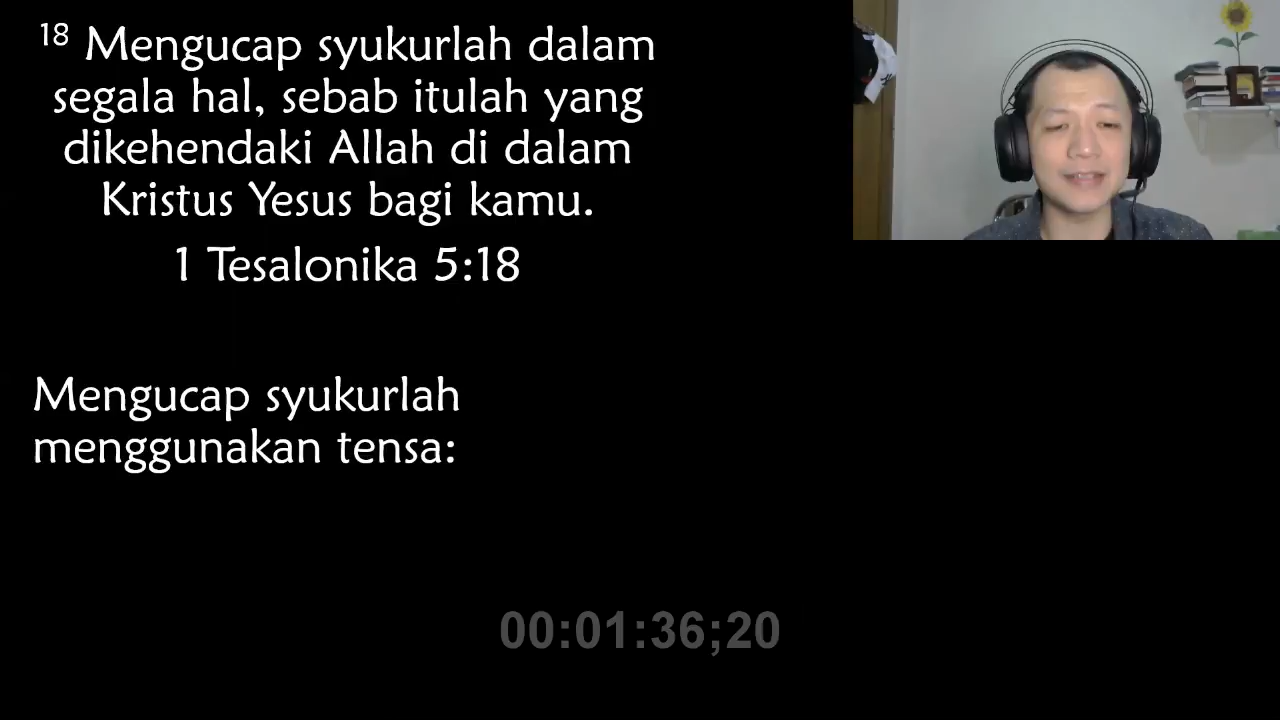 18 Mengucap syukurlah dalam
segala hal, sebab itulah yang
dikehendaki Allah di dalam
Kristus Yesus bagi kamu.
1 Tesalonika 5:18
Mengucap syukurlah
menggunakan tensa:
00:01:36;20